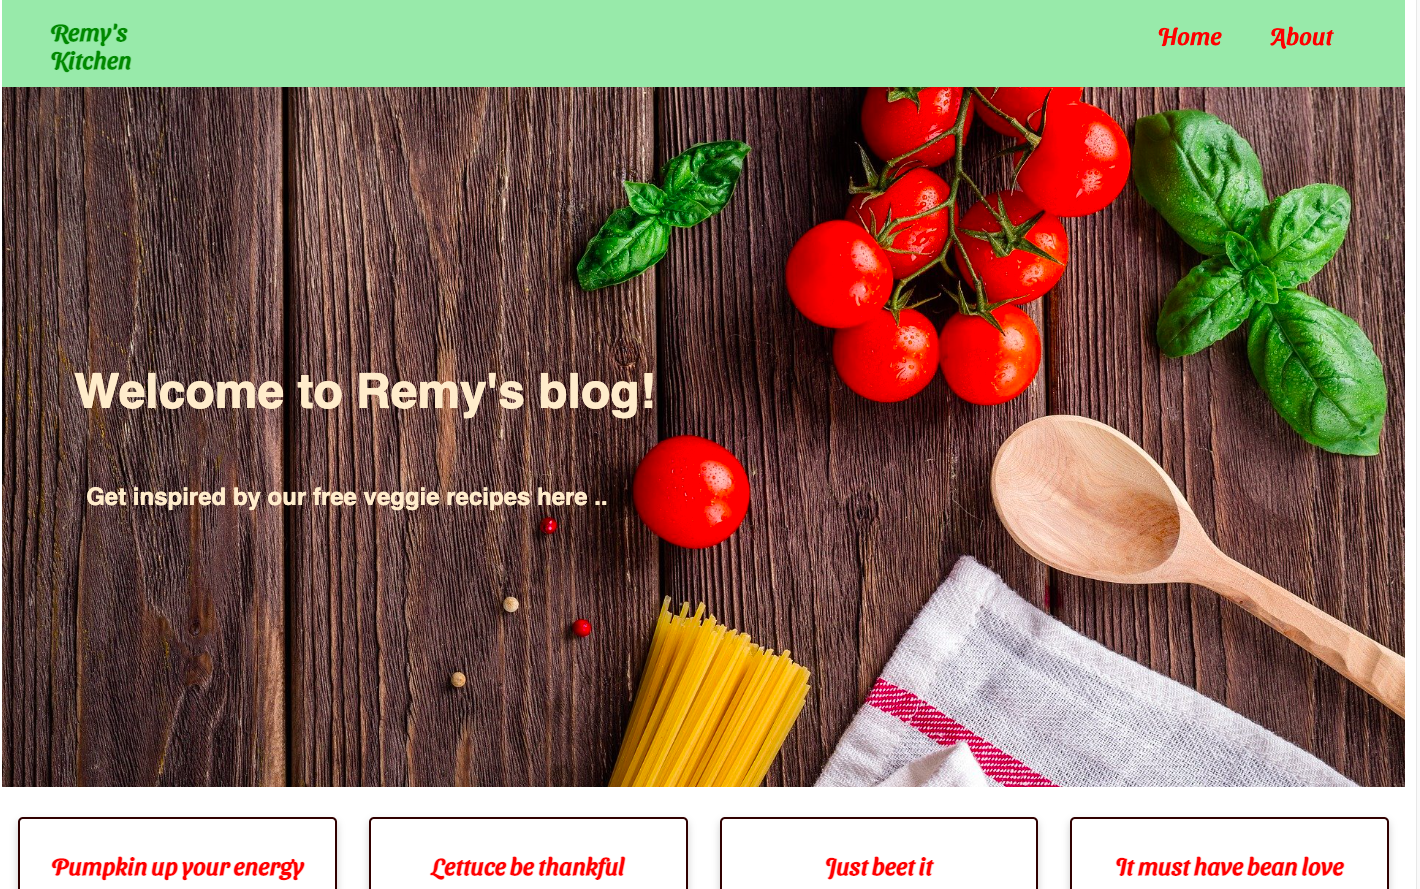 Remy's
Kitchen
Home
About
Welcome to Remy's blog!
Get inspired by our free veggie recipes here ..
Pumpkin up your energy
Lettuce be thankful
Just beet it
It must have bean love